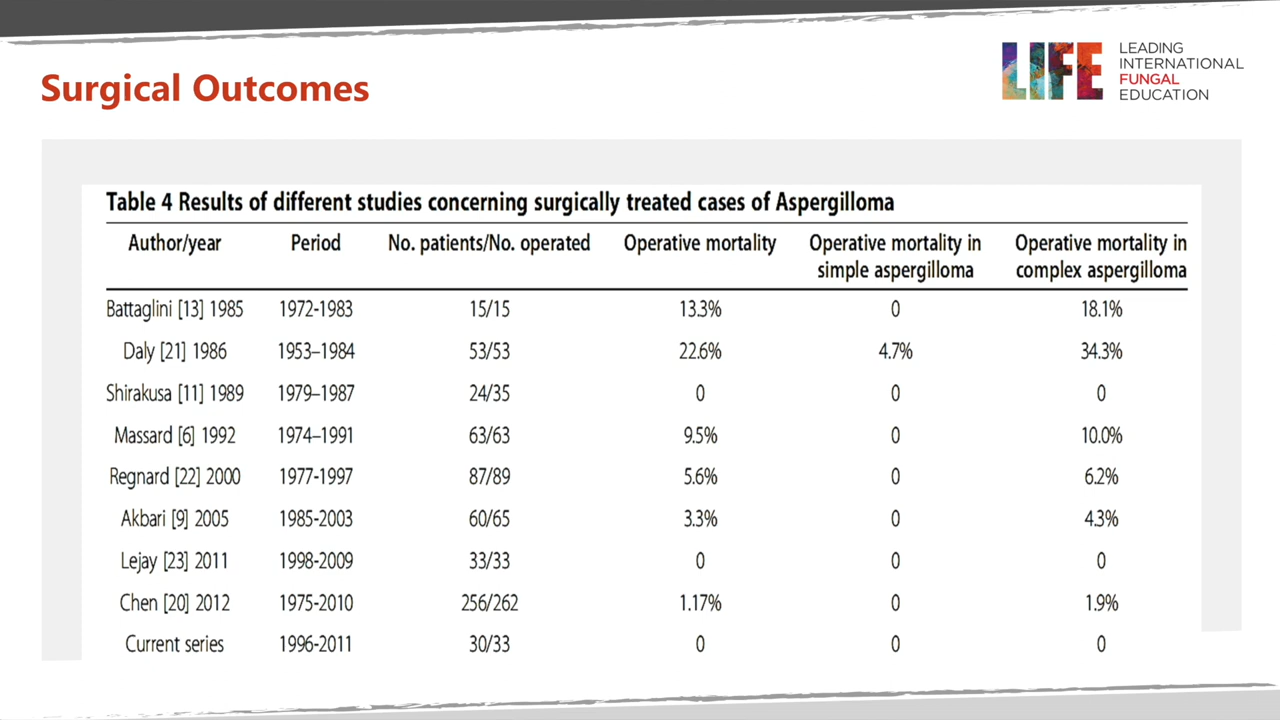 Surgical Outcomes
LIFE
LEADING
INTERNATIONAL
FUNGAL
EDUCATION
Table 4 Results of different studies concerning surgically treated cases of Aspergilloma
Author/year Period No. patients/No. operated Operative mortality Operative mortality in simple aspergilloma Operative mortality in complex aspergilloma
Battaglini [13] 1985 1972-1983 15/15 13.3% 0 18.1%
Daly [21] 1986 1953–1984 53/53 22.6% 4.7% 34.3%
Shirakusa [11] 1989 1979–1987 24/35 0 0 0
Massard [6] 1992 1974–1991 63/63 9.5% 0 10.0%
Regnard [22] 2000 1977-1997 87/89 5.6% 0 6.2%
Akbari [9] 2005 1985-2003 60/65 3.3% 0 4.3%
Lejay [23] 2011 1998-2009 33/33 0 0 0
Chen [20] 2012 1975-2010 256/262 1.17% 0 1.9%
Current series 1996-2011 30/33 0 0 0